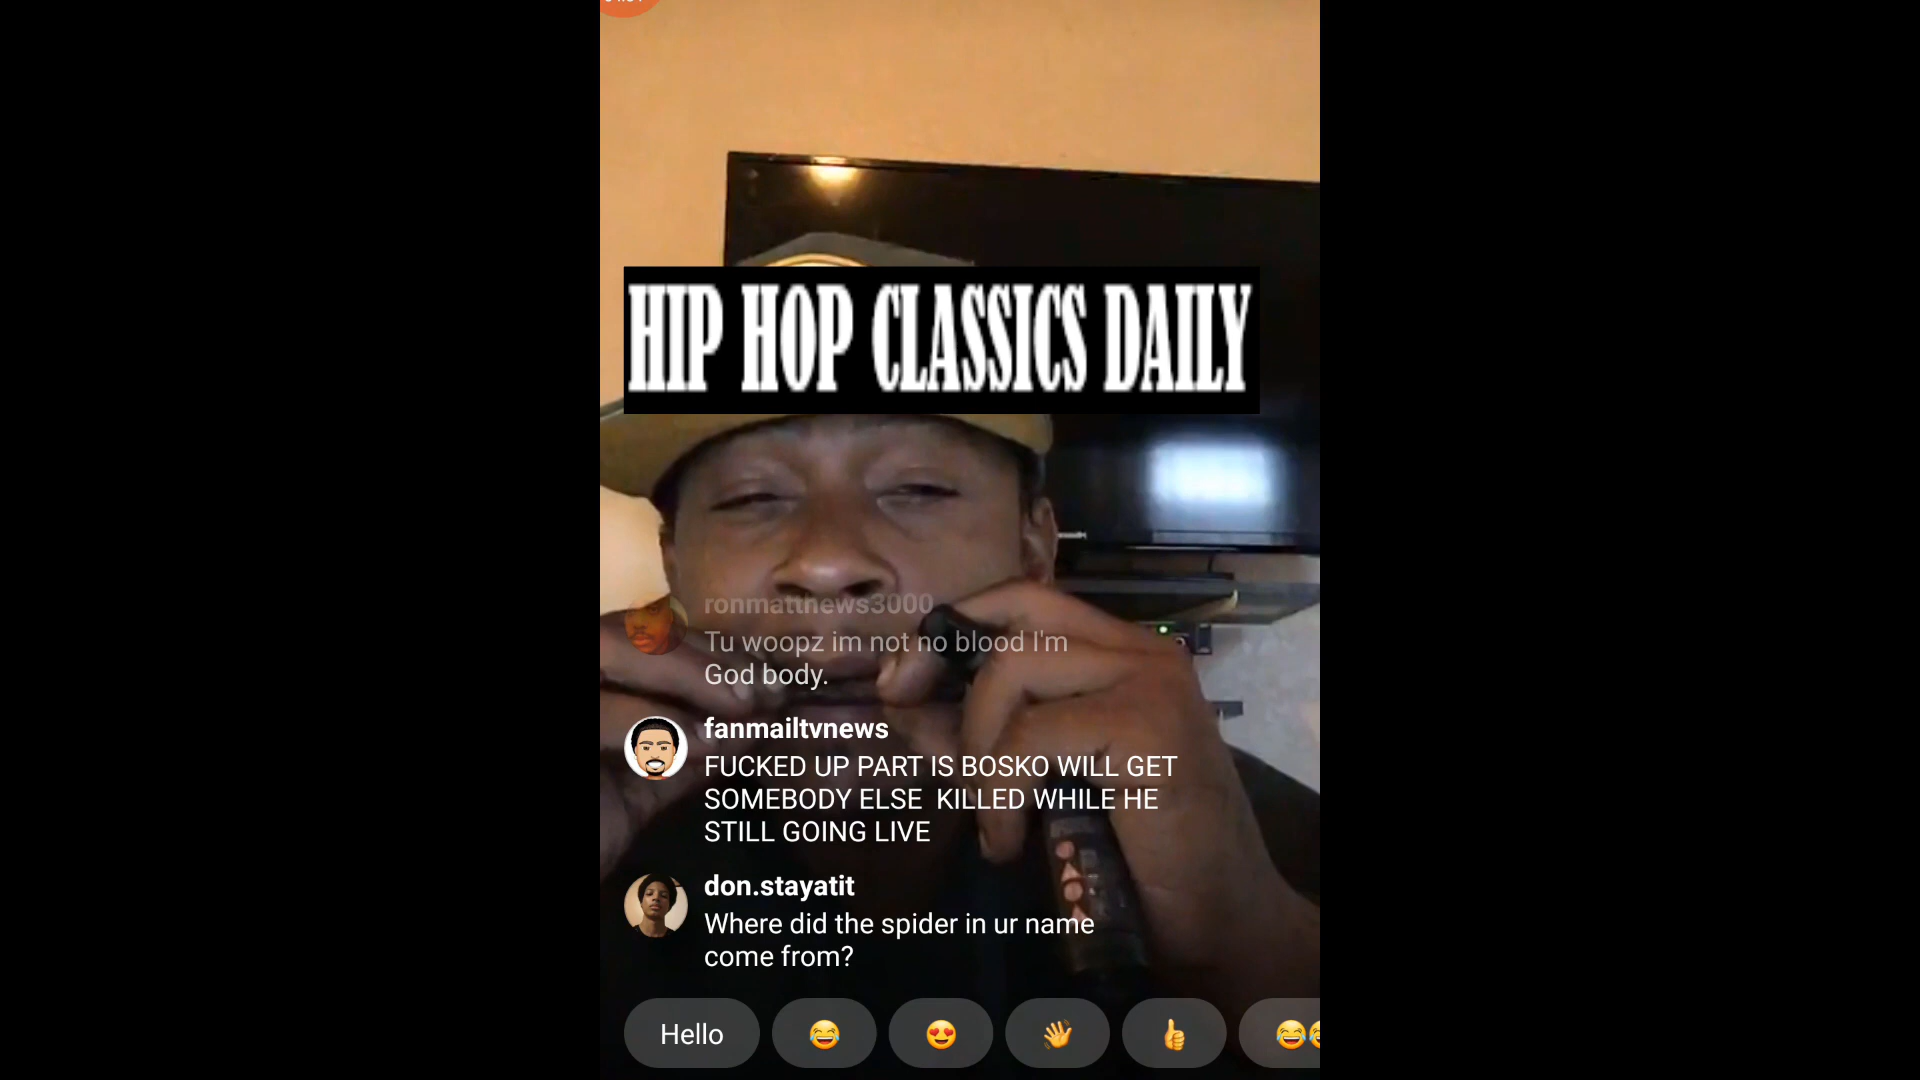 HIP HOP CLASSICS DAILY
ronmatthews3000
Tu woopz im not no blood I'm
God body.
fanmailtvnews
FUCKED UP PART IS BOSKO WILL GET
SOMEBODY ELSE  KILLED WHILE HE
STILL GOING LIVE
don.stayatit
Where did the spider in ur name
come from?
Hello